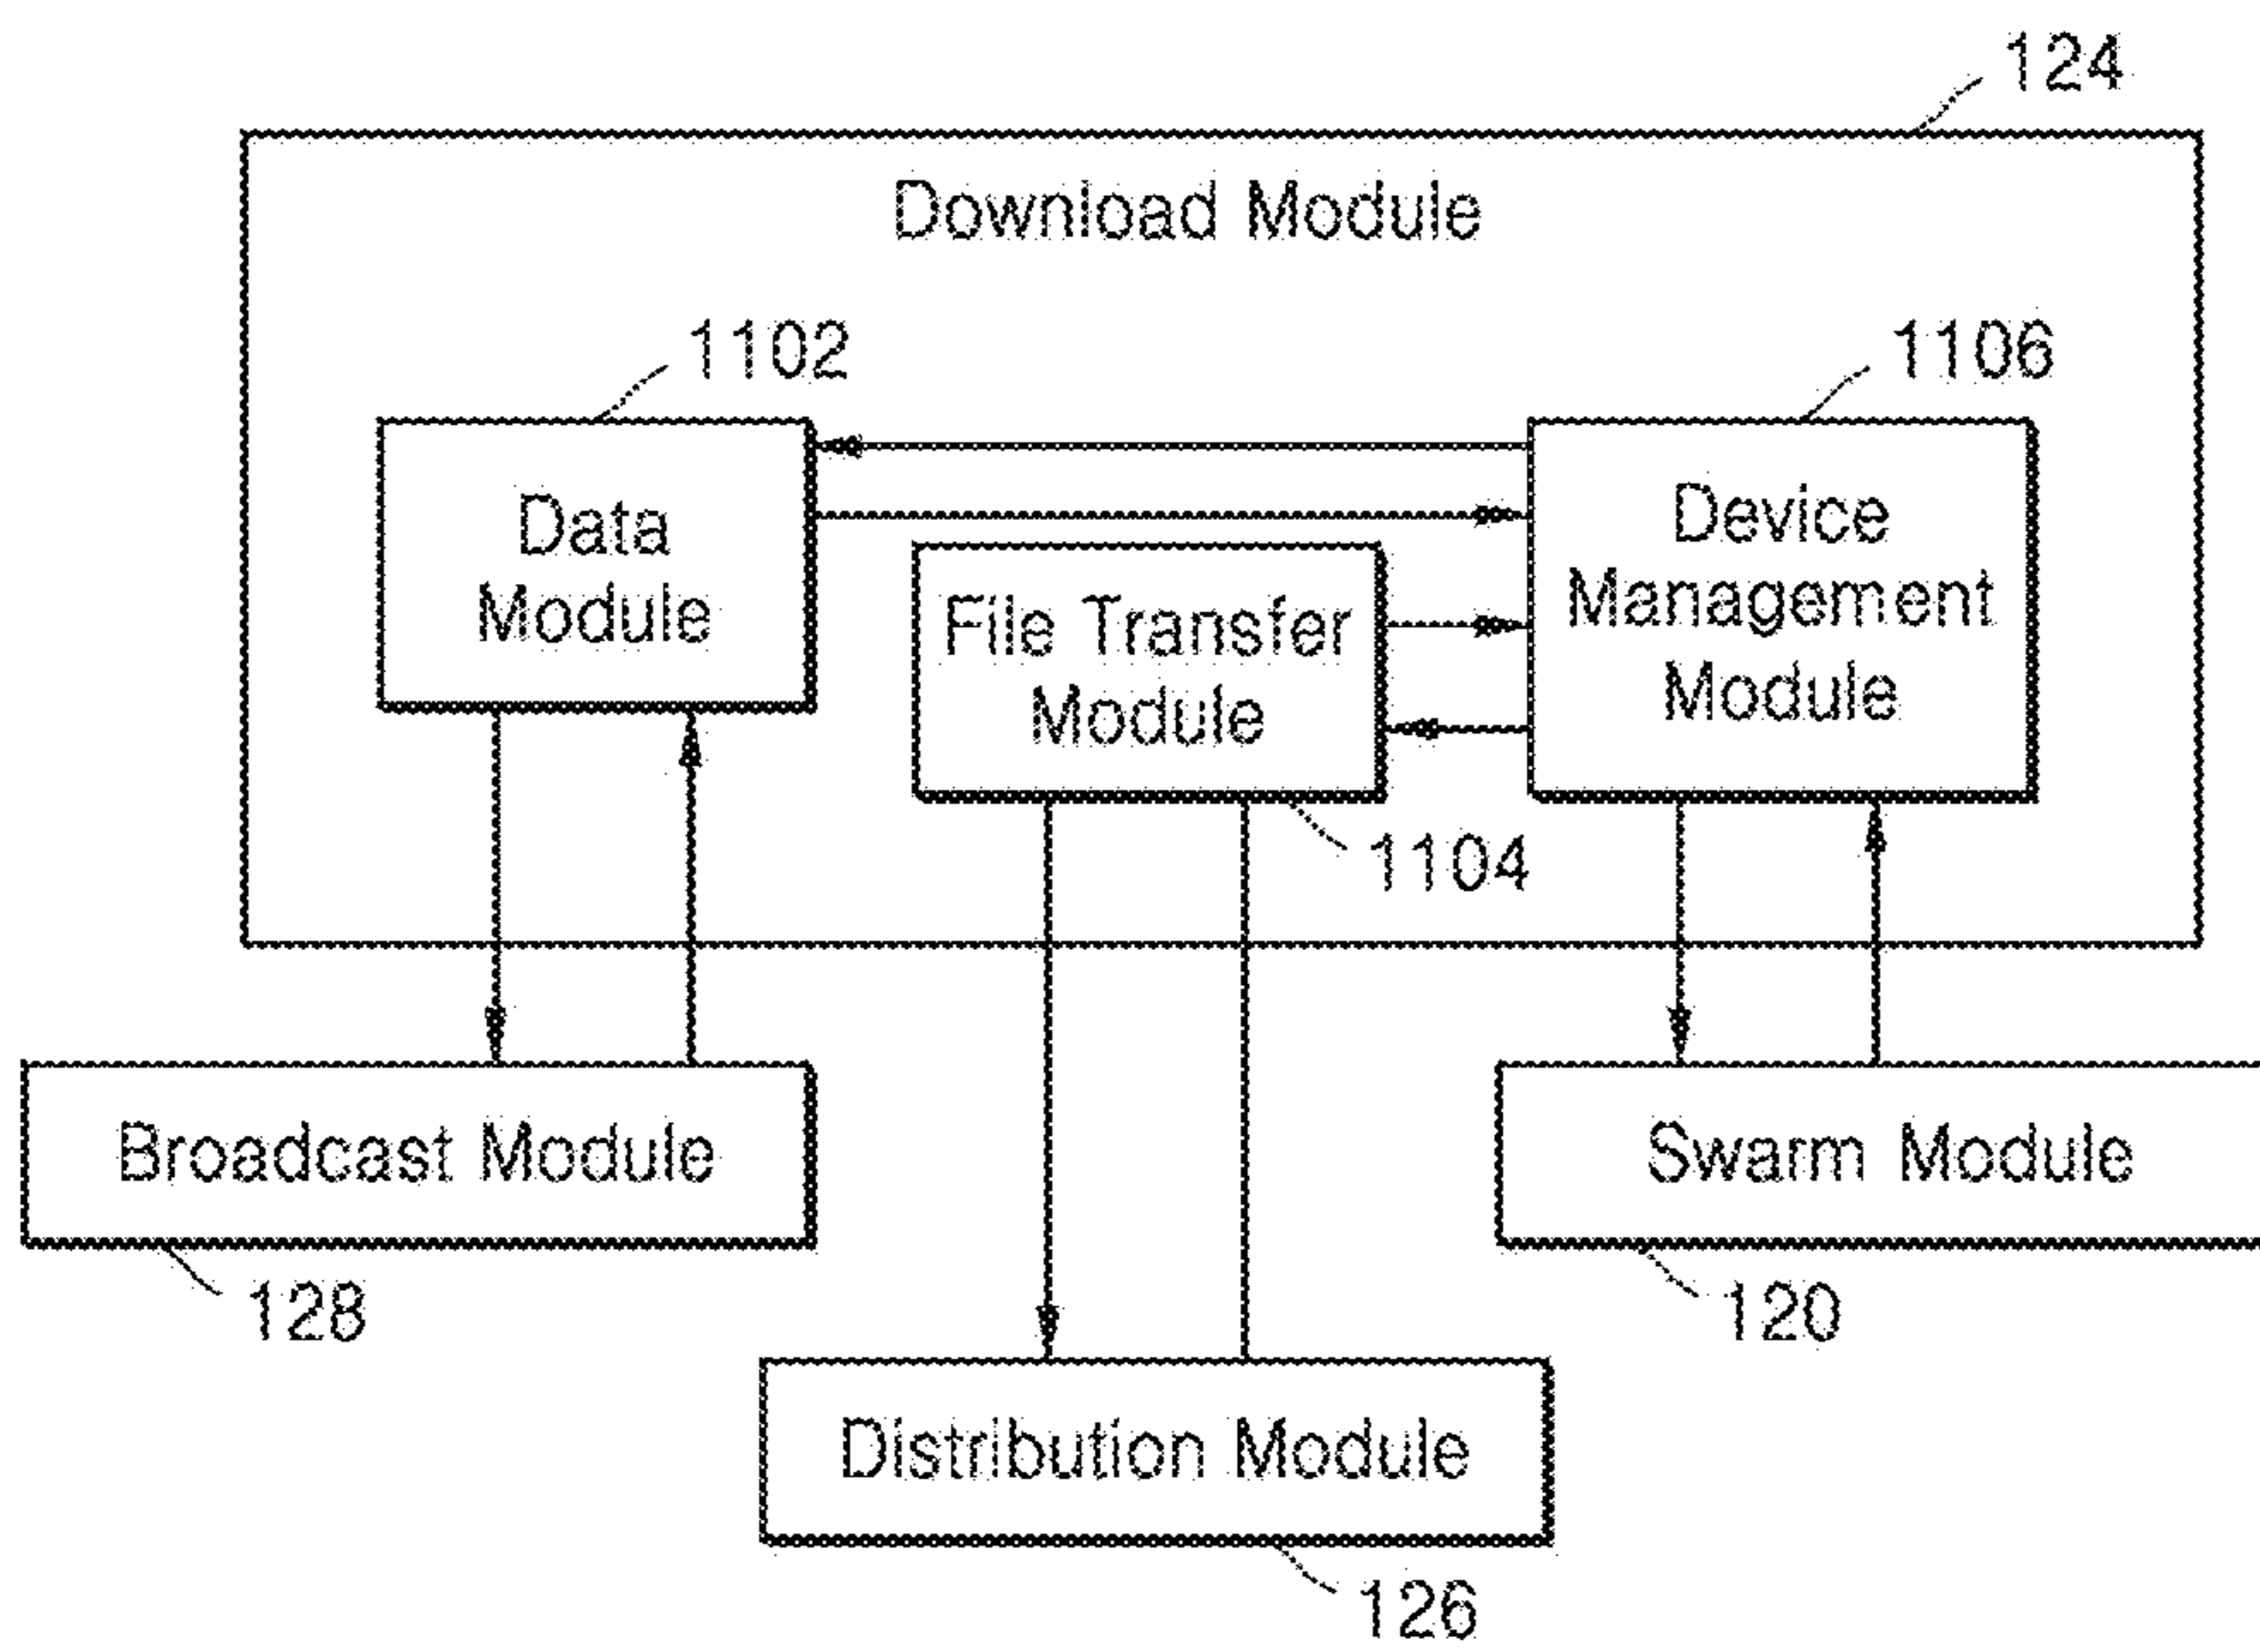 124
Download Module
1102
1106
Data
Module
File Transfer
Module
Device
Management
Module
1104
Broadcast Module
Swarm Module
128
120
Distribution Module
126